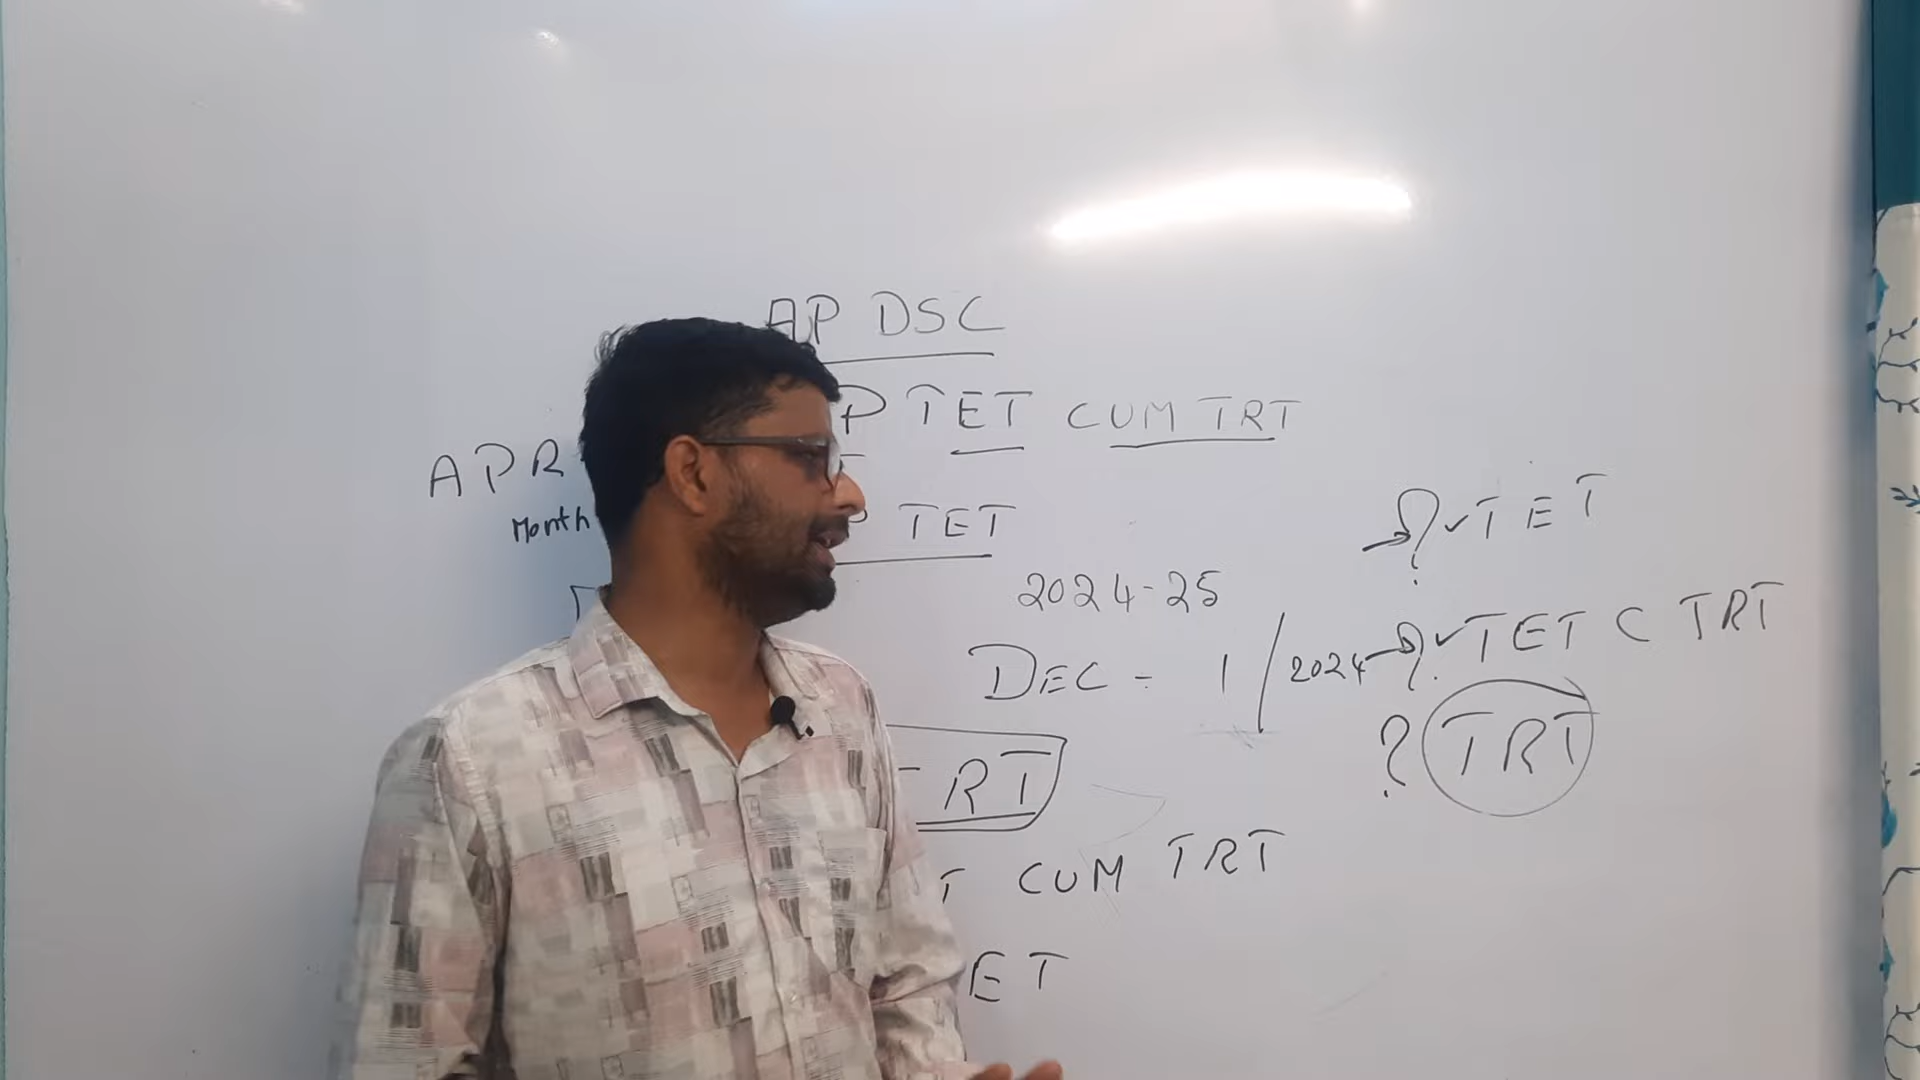 AP DSC
P TET CUM TRT
APR
Month
TET
2024-25
DEC - 1 / 2024
RT
T CUM TRT
ET
? ✓ TET
? ✓ TET C TRT
? TRT